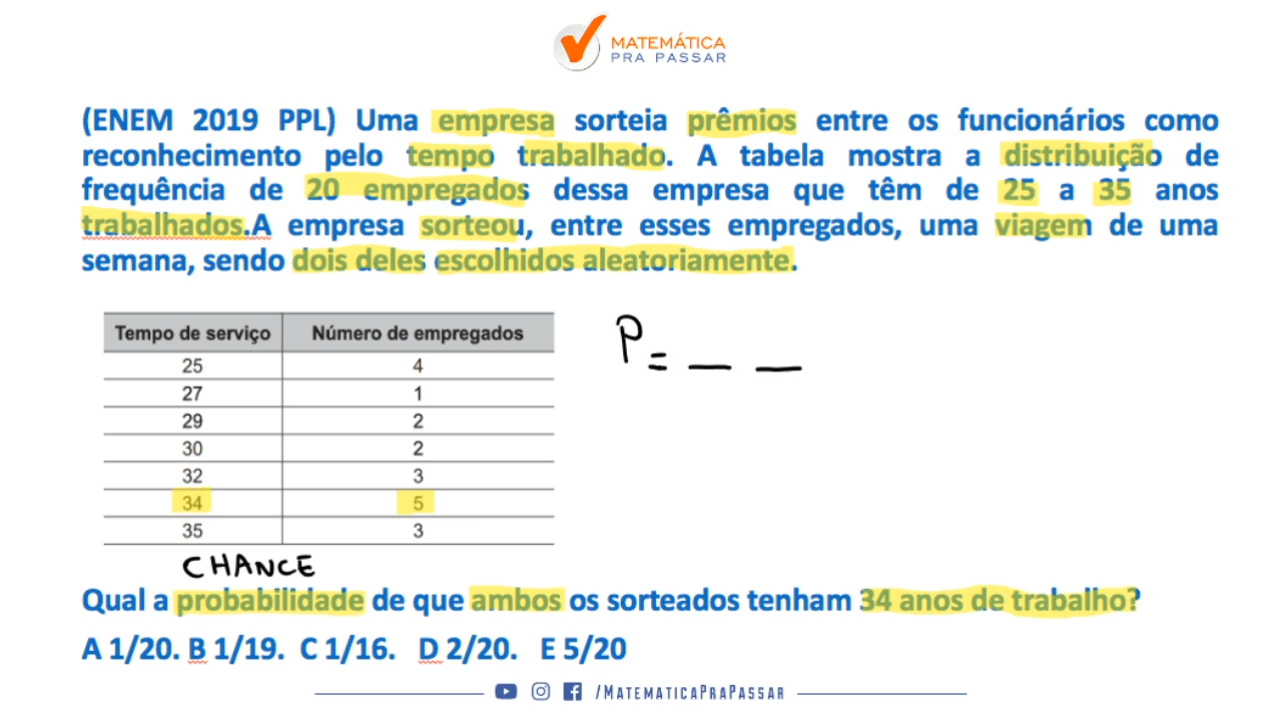 MATEMÁTICA
PRA PASSAR
(ENEM 2019 PPL) Uma empresa sorteia prêmios entre os funcionários como
reconhecimento pelo tempo trabalhado. A tabela mostra a distribuição de
frequência de 20 empregados dessa empresa que têm de 25 a 35 anos
trabalhados.A empresa sorteou, entre esses empregados, uma viagem de uma
semana, sendo dois deles escolhidos aleatoriamente.
Tempo de serviço Número de empregados
25 4
27 1
29 2
30 2
32 3
34 5
35 3
P = __ __
CHANCE
Qual a probabilidade de que ambos os sorteados tenham 34 anos de trabalho?
A 1/20. B 1/19. C 1/16. D 2/20. E 5/20
/MatematicaPraPassar